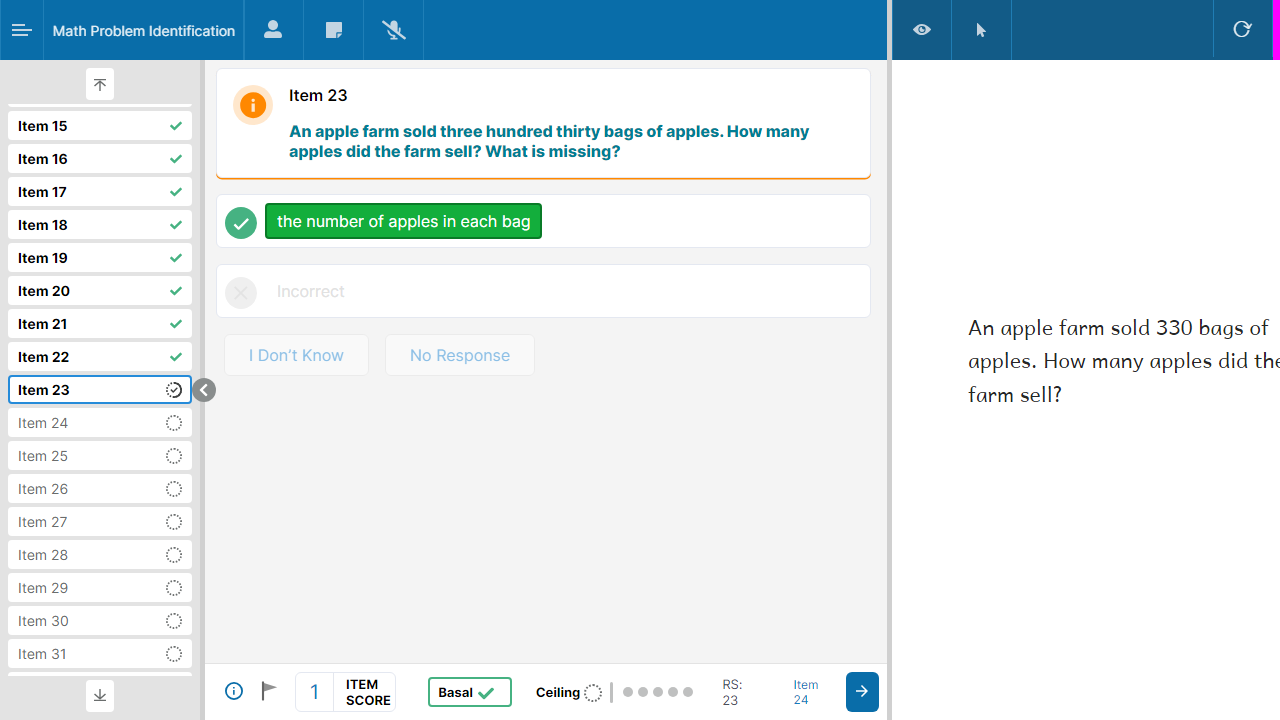 Math Problem Identification
Item 15
Item 16
Item 17
Item 18
Item 19
Item 20
Item 21
Item 22
Item 23
Item 24
Item 25
Item 26
Item 27
Item 28
Item 29
Item 30
Item 31
Item 23
An apple farm sold three hundred thirty bags of apples. How many
apples did the farm sell? What is missing?
the number of apples in each bag
Incorrect
I Don't Know
No Response
1
ITEM
SCORE
Basal
Ceiling
RS:
23
Item
24
An apple farm sold 330 bags of
apples. How many apples did the
farm sell?